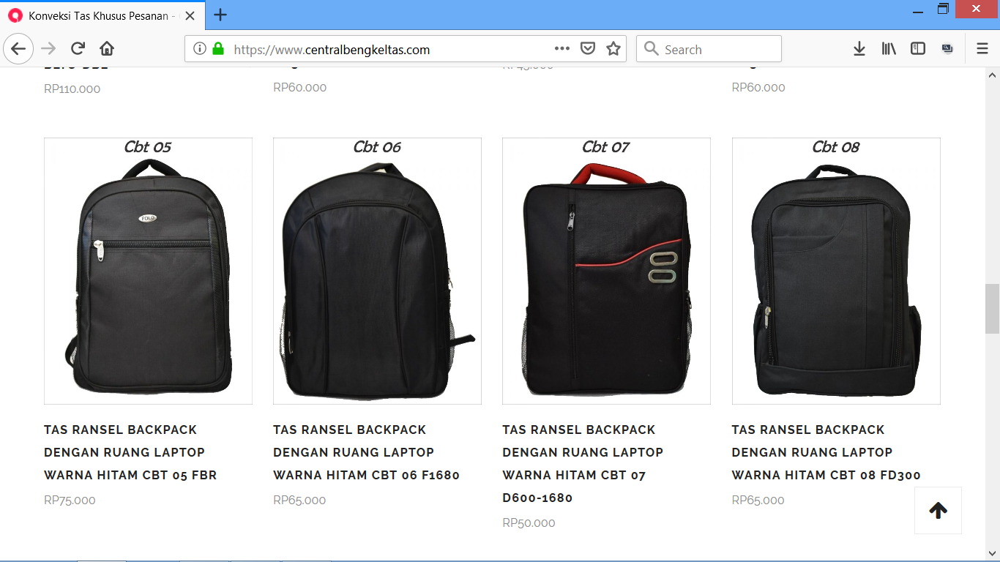 Konveksi Tas Khusus Pesanan -
https://www.centralbengkeltas.com
Search
RP110.000
RP60.000
RP45.000
RP60.000
Cbt 05
Cbt 06
Cbt 07
Cbt 08
POLO
TAS RANSEL BACKPACK
DENGAN RUANG LAPTOP
WARNA HITAM CBT 05 FBR
RP75.000
TAS RANSEL BACKPACK
DENGAN RUANG LAPTOP
WARNA HITAM CBT 06 F1680
RP65.000
TAS RANSEL BACKPACK
DENGAN RUANG LAPTOP
WARNA HITAM CBT 07
D600-1680
RP50.000
TAS RANSEL BACKPACK
DENGAN RUANG LAPTOP
WARNA HITAM CBT 08 FD300
RP65.000